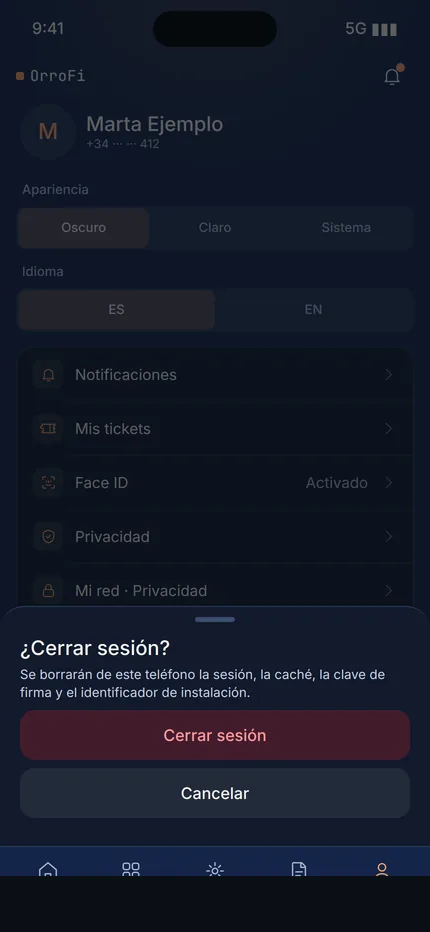 9:41
5G
OrroFi
M
Marta Ejemplo
+34 ··· ··· 412
Apariencia
Oscuro Claro Sistema
Idioma
ES EN
Notificaciones
Mis tickets
Face ID Activado
Privacidad
Mi red · Privacidad
¿Cerrar sesión?
Se borrarán de este teléfono la sesión, la caché, la clave de
firma y el identificador de instalación.
Cerrar sesión
Cancelar